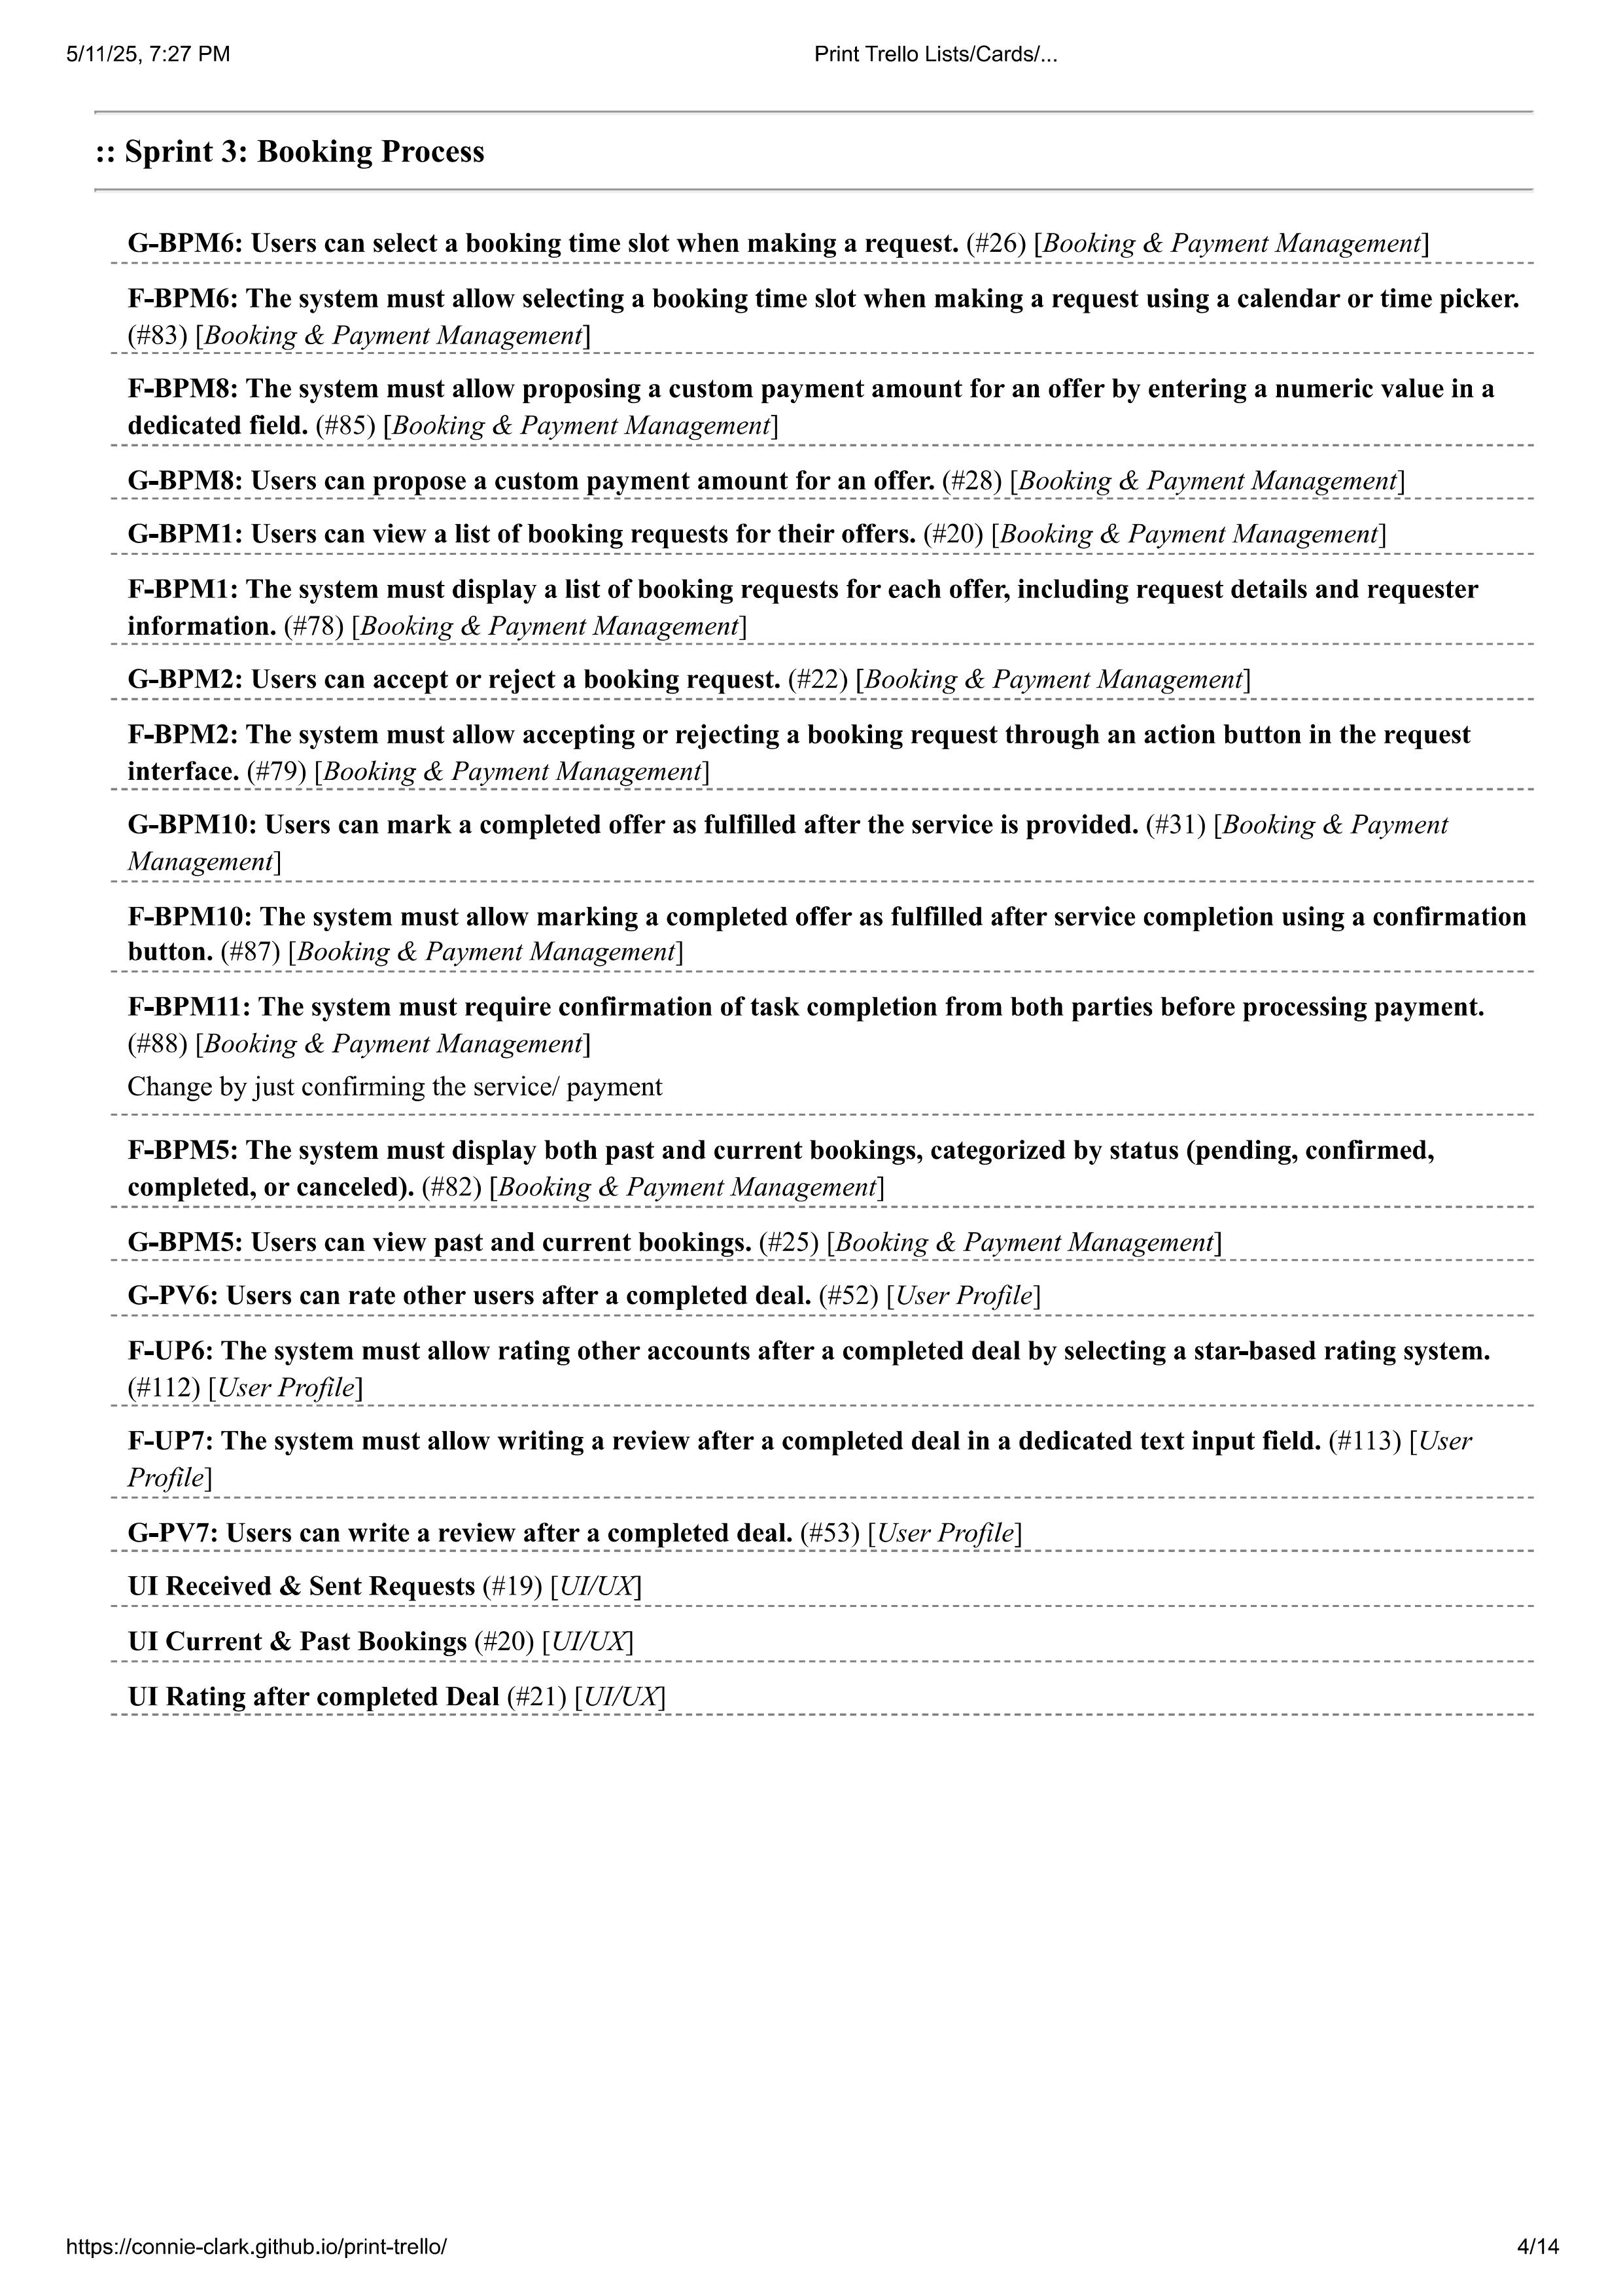 5/11/25, 7:27 PM
Print Trello Lists/Cards/...
:: Sprint 3: Booking Process
G-BPM6: Users can select a booking time slot when making a request. (#26) [Booking & Payment Management]
F-BPM6: The system must allow selecting a booking time slot when making a request using a calendar or time picker.
(#83) [Booking & Payment Management]
F-BPM8: The system must allow proposing a custom payment amount for an offer by entering a numeric value in a
dedicated field. (#85) [Booking & Payment Management]
G-BPM8: Users can propose a custom payment amount for an offer. (#28) [Booking & Payment Management]
G-BPM1: Users can view a list of booking requests for their offers. (#20) [Booking & Payment Management]
F-BPM1: The system must display a list of booking requests for each offer, including request details and requester
information. (#78) [Booking & Payment Management]
G-BPM2: Users can accept or reject a booking request. (#22) [Booking & Payment Management]
F-BPM2: The system must allow accepting or rejecting a booking request through an action button in the request
interface. (#79) [Booking & Payment Management]
G-BPM10: Users can mark a completed offer as fulfilled after the service is provided. (#31) [Booking & Payment
Management]
F-BPM10: The system must allow marking a completed offer as fulfilled after service completion using a confirmation
button. (#87) [Booking & Payment Management]
F-BPM11: The system must require confirmation of task completion from both parties before processing payment.
(#88) [Booking & Payment Management]
Change by just confirming the service/ payment
F-BPM5: The system must display both past and current bookings, categorized by status (pending, confirmed,
completed, or canceled). (#82) [Booking & Payment Management]
G-BPM5: Users can view past and current bookings. (#25) [Booking & Payment Management]
G-PV6: Users can rate other users after a completed deal. (#52) [User Profile]
F-UP6: The system must allow rating other accounts after a completed deal by selecting a star-based rating system.
(#112) [User Profile]
F-UP7: The system must allow writing a review after a completed deal in a dedicated text input field. (#113) [User
Profile]
G-PV7: Users can write a review after a completed deal. (#53) [User Profile]
UI Received & Sent Requests (#19) [UI/UX]
UI Current & Past Bookings (#20) [UI/UX]
UI Rating after completed Deal (#21) [UI/UX]
https://connie-clark.github.io/print-trello/
4/14